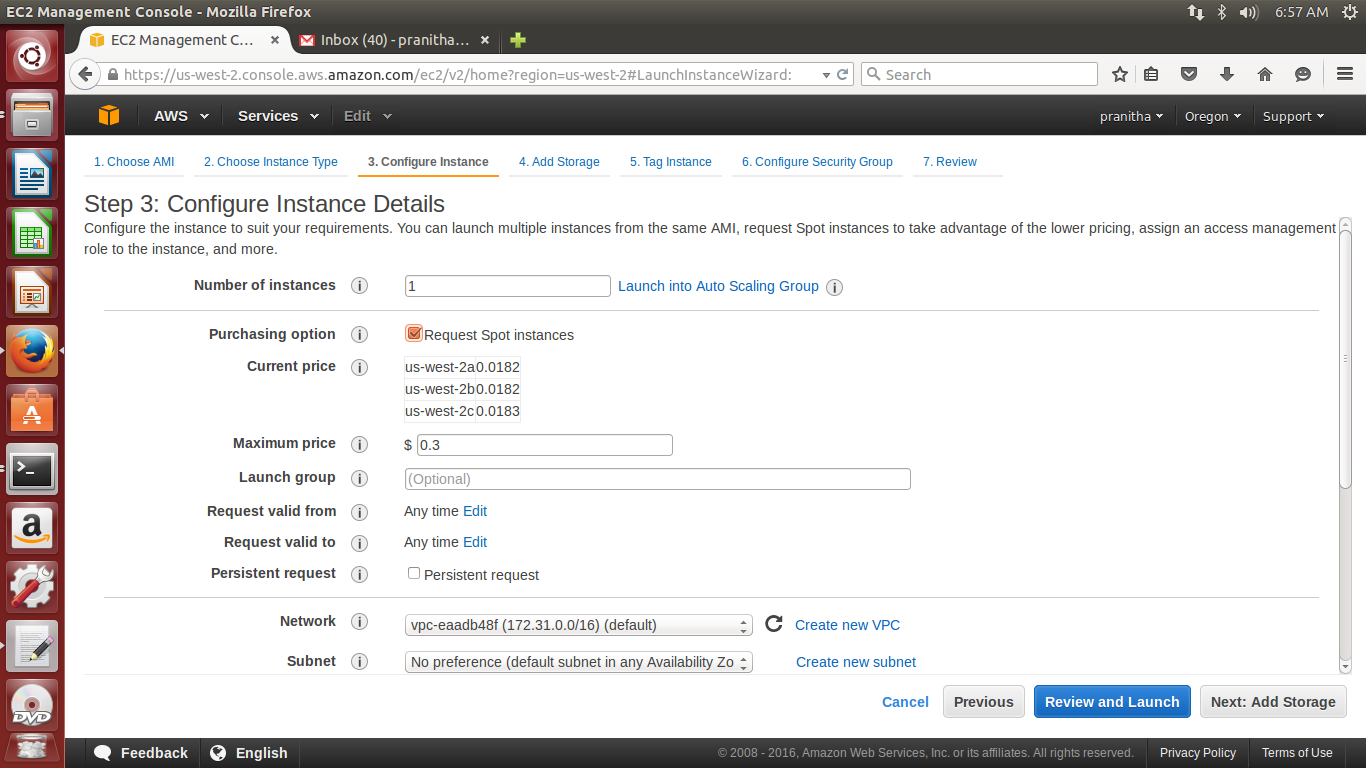 EC2 Management Console - Mozilla Firefox
6:57 AM
EC2 Management C... ×
Inbox (40) - pranitha... ×
https://us-west-2.console.aws.amazon.com/ec2/v2/home?region=us-west-2#LaunchInstanceWizard:
Search
AWS Services Edit
pranitha Oregon Support
1. Choose AMI 2. Choose Instance Type 3. Configure Instance 4. Add Storage 5. Tag Instance 6. Configure Security Group 7. Review
Step 3: Configure Instance Details
Configure the instance to suit your requirements. You can launch multiple instances from the same AMI, request Spot instances to take advantage of the lower pricing, assign an access management
role to the instance, and more.
Number of instances i 1 Launch into Auto Scaling Group i
Purchasing option i Request Spot instances
Current price i us-west-2a 0.0182
us-west-2b 0.0182
us-west-2c 0.0183
Maximum price i $ 0.3
Launch group i (Optional)
Request valid from i Any time Edit
Request valid to i Any time Edit
Persistent request i Persistent request
Network i vpc-eaadb48f (172.31.0.0/16) (default) Create new VPC
Subnet i No preference (default subnet in any Availability Zo Create new subnet
Cancel Previous Review and Launch Next: Add Storage
DVD
Feedback English
© 2008 - 2016, Amazon Web Services, Inc. or its affiliates. All rights reserved. Privacy Policy Terms of Use